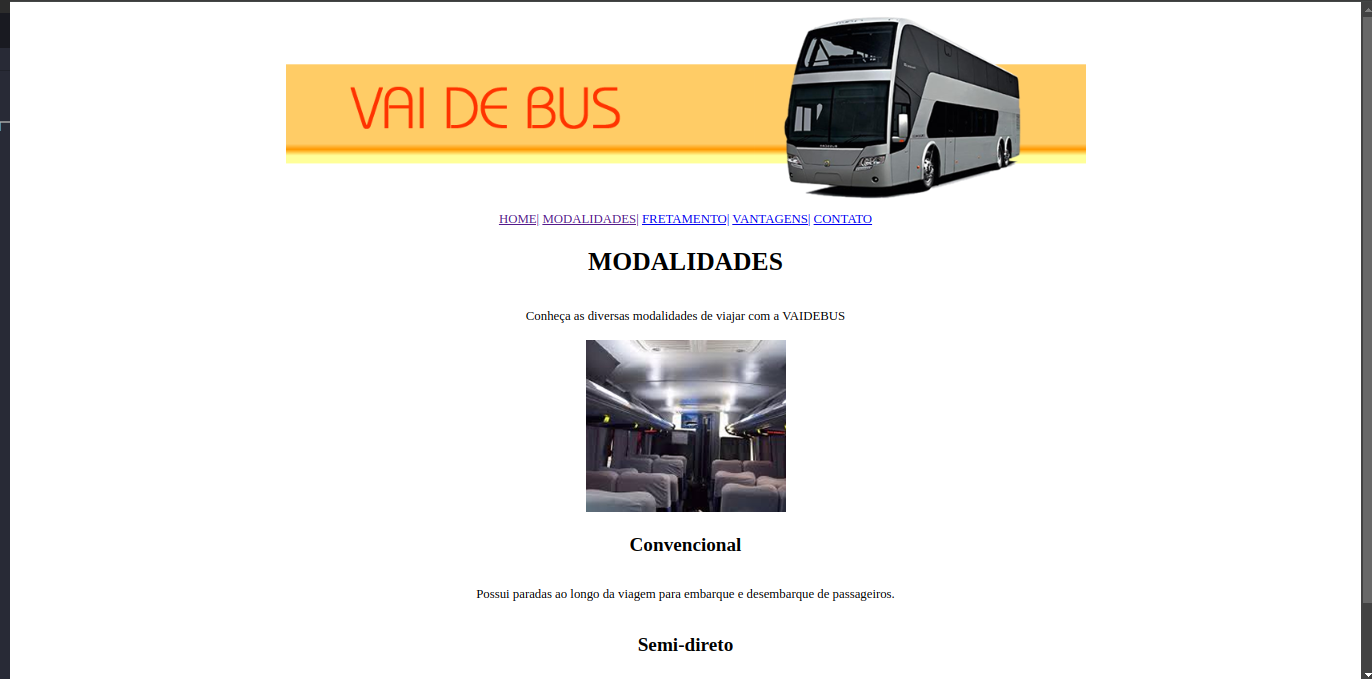 VAI DE BUS
HOME| MODALIDADES| FRETAMENTO| VANTAGENS| CONTATO
MODALIDADES
Conheça as diversas modalidades de viajar com a VAIDEBUS
Convencional
Possui paradas ao longo da viagem para embarque e desembarque de passageiros.
Semi-direto